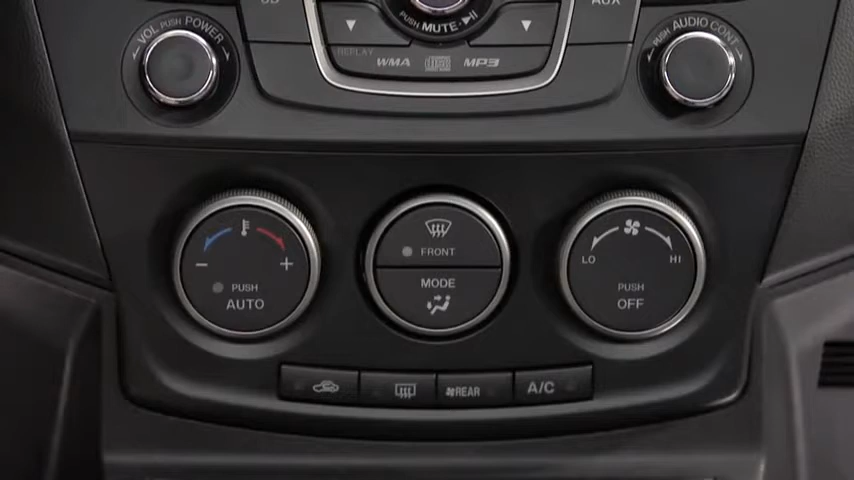 CD
AUX
VOL PUSH POWER
PUSH MUTE
PUSH AUDIO CONT
REPLAY
WMA MP3
FRONT
MODE
LO HI
- +
PUSH
AUTO
PUSH
OFF
REAR
A/C